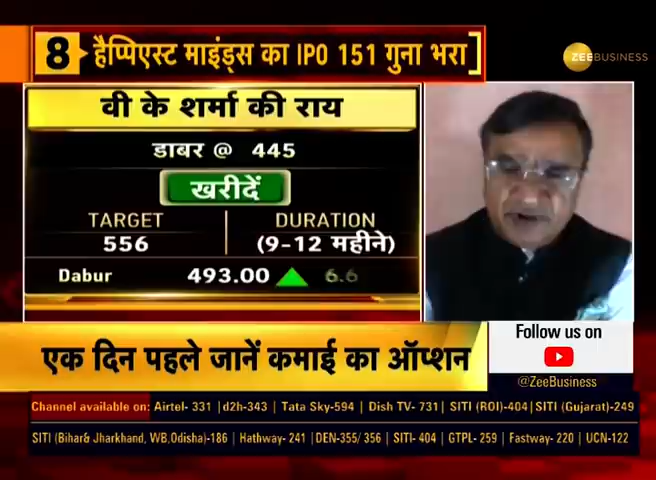 8 हैप्पिएस्ट माइंड्स का IPO 151 गुना भरा
ZEEBUSINESS
वी के शर्मा की राय
डाबर @ 445
खरीदें
TARGET DURATION
556 (9-12 महीने)
Dabur 493.00 6.6
एक दिन पहले जानें कमाई का ऑप्शन
Follow us on
@ZeeBusiness
Channel available on: Airtel- 331 | d2h-343 | Tata Sky-594 | Dish TV- 731 | SITI (ROI)-404 | SITI (Gujarat)-249
SITI (Bihar& Jharkhand, WB,Odisha)-186 | Hathway- 241 | DEN-355/ 356 | SITI- 404 | GTPL- 259 | Fastway- 220 | UCN-122